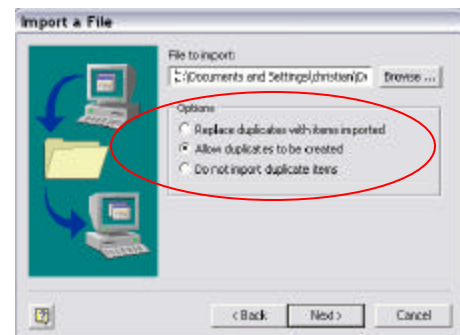 Import a File
File to import:
C:\Documents and Settings\christian\D
Browse ...
Options
Replace duplicates with items imported
Allow duplicates to be created
Do not import duplicate items
< Back
Next >
Cancel